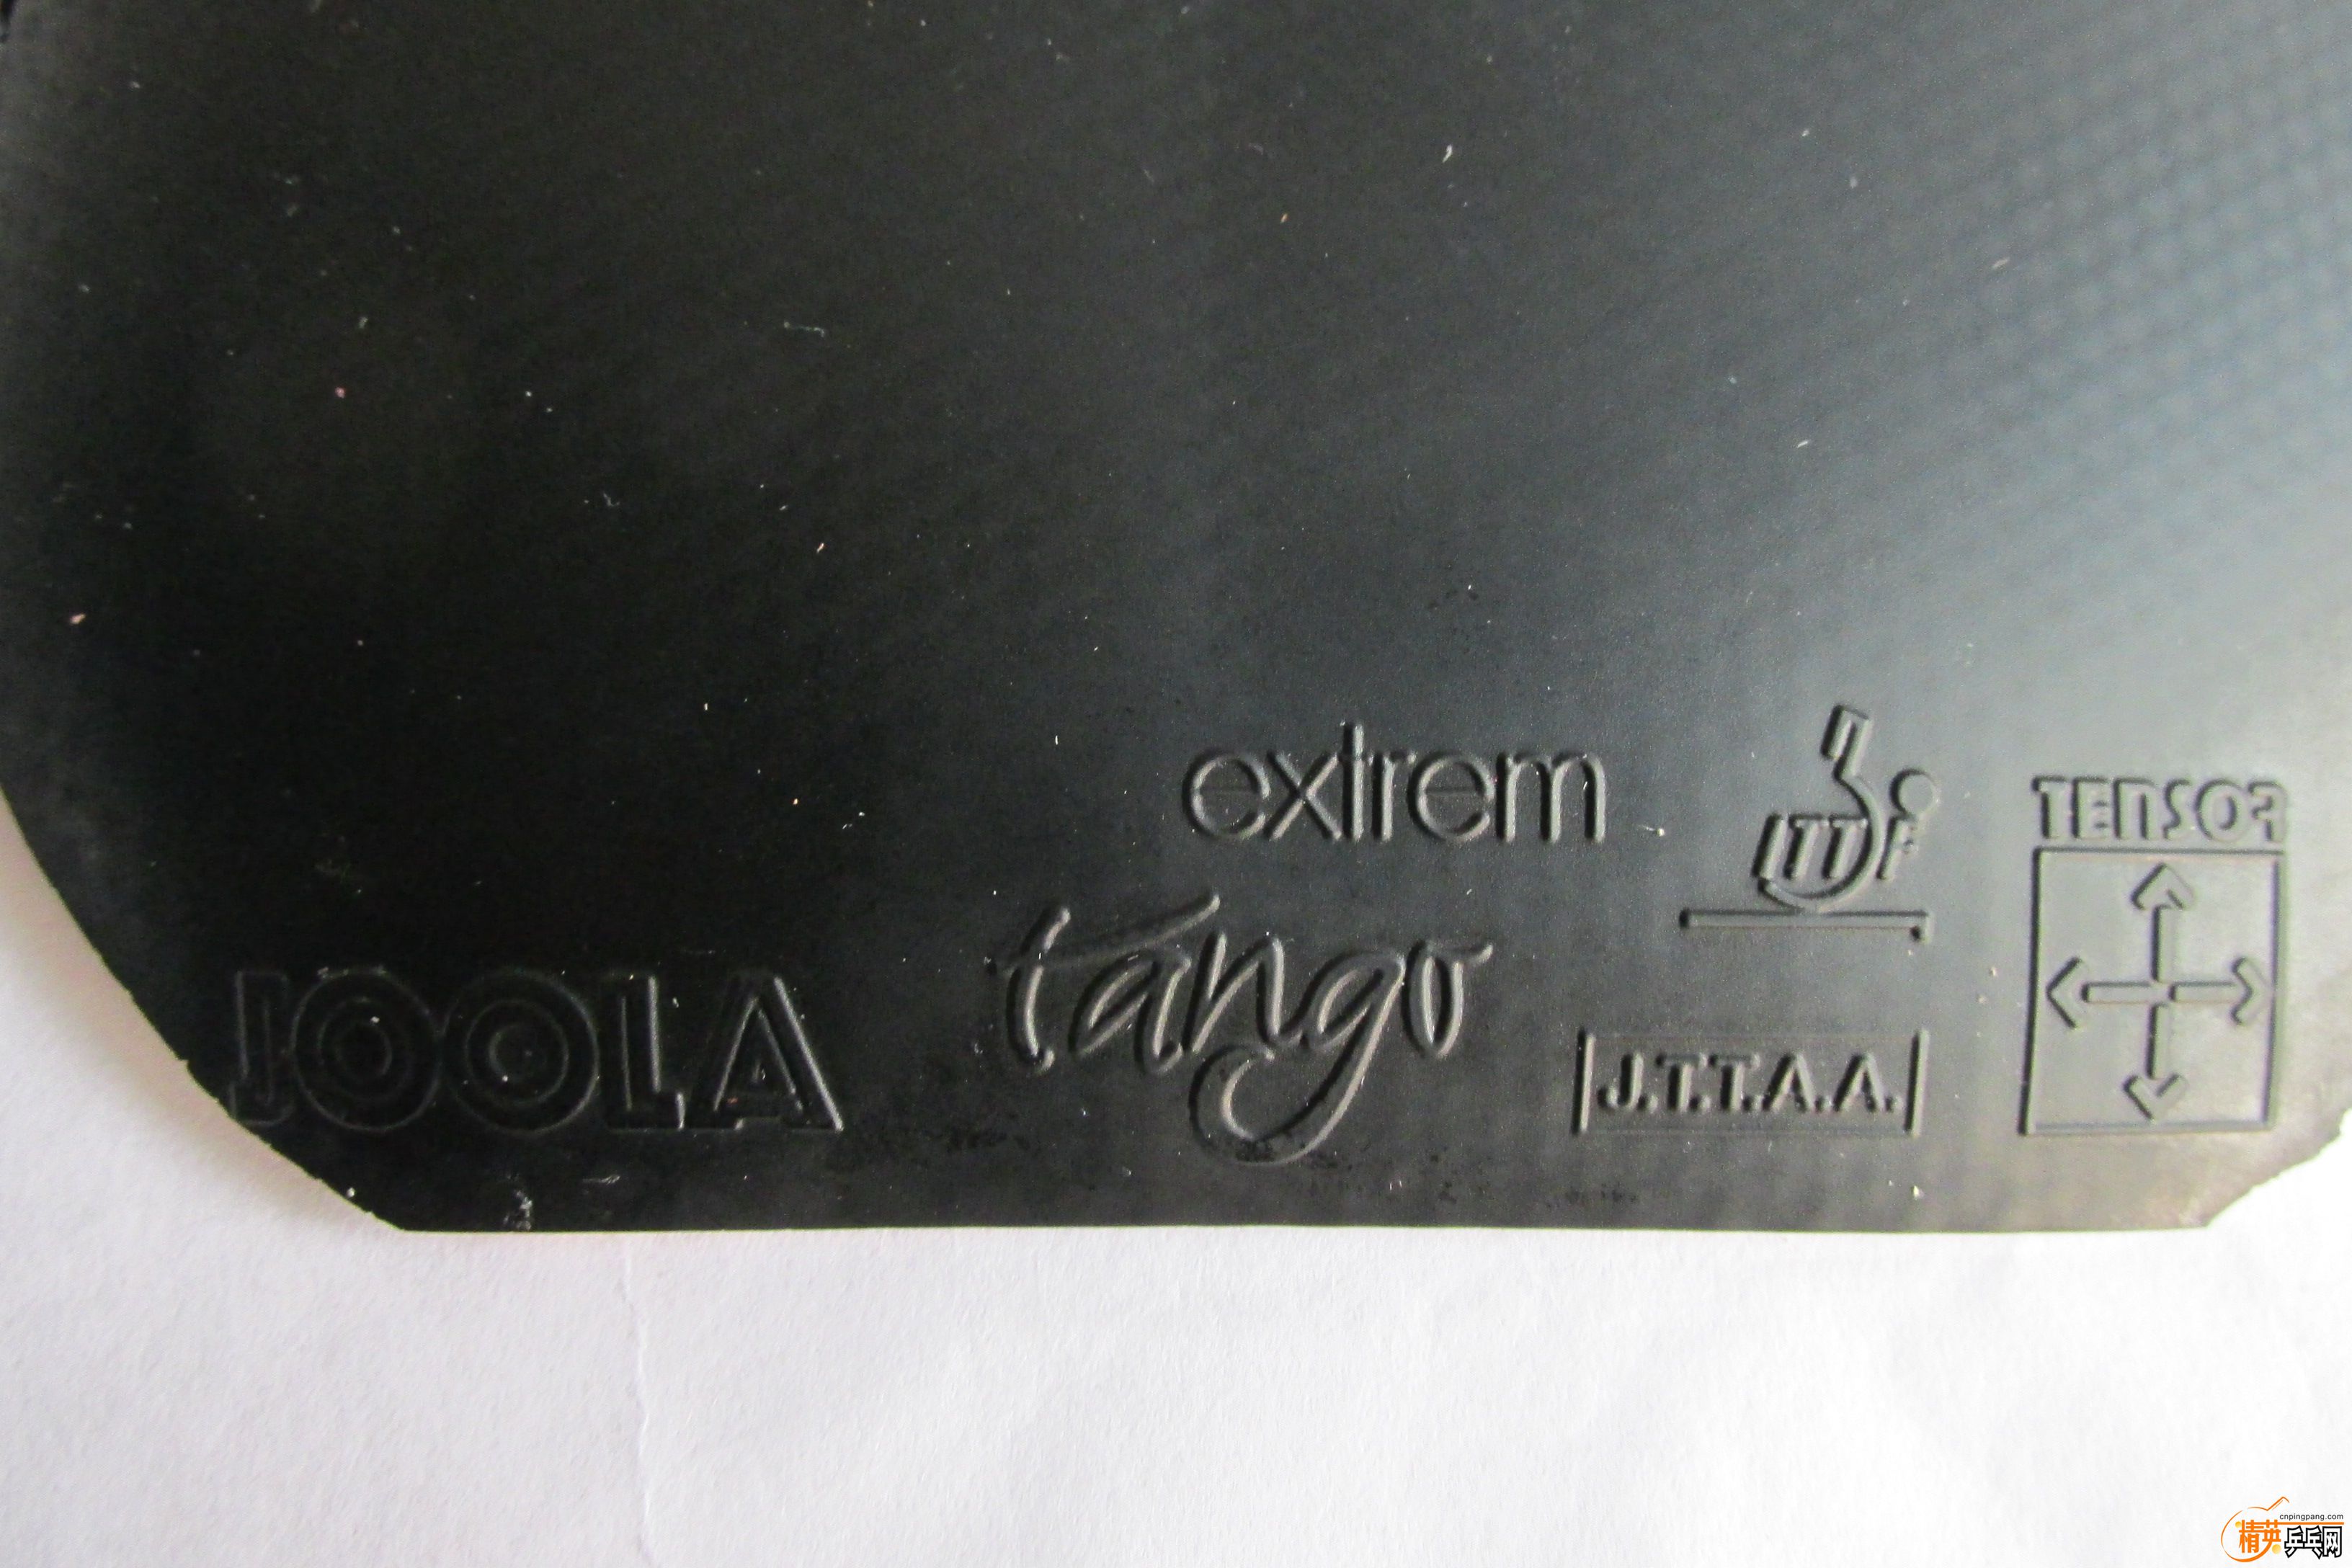 extrem
ITTF
TENSOR
JOOLA
tango
J.T.T.A.A.
cnpingpang.com
精英乒乓网